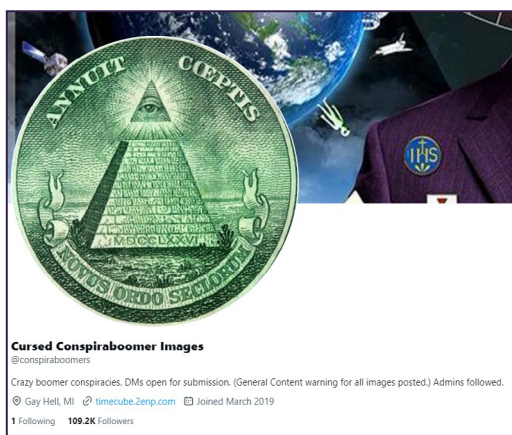 ANNUIT CŒPTIS
MDCCLXXVI
NOVUS ORDO SECLORUM
IHS
Cursed Conspiraboomer Images
@conspiraboomers
Crazy boomer conspiracies. DMs open for submission. (General Content warning for all images posted.) Admins followed.
Gay Hell, MI timecube.2enp.com Joined March 2019
1 Following 109.2K Followers